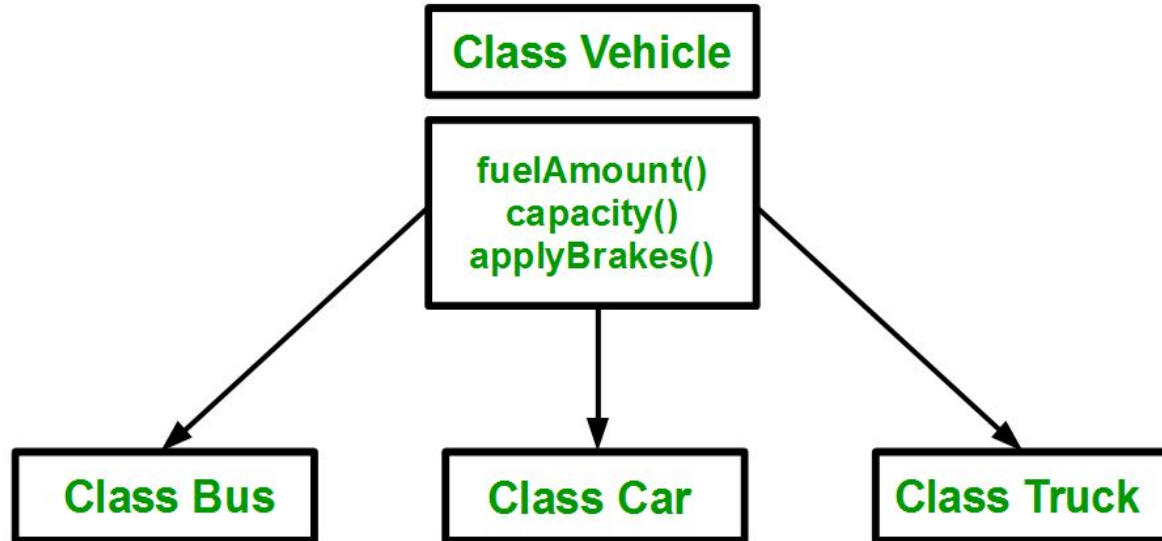 Class Vehicle
fuelAmount()
capacity()
applyBrakes()
Class Bus
Class Car
Class Truck